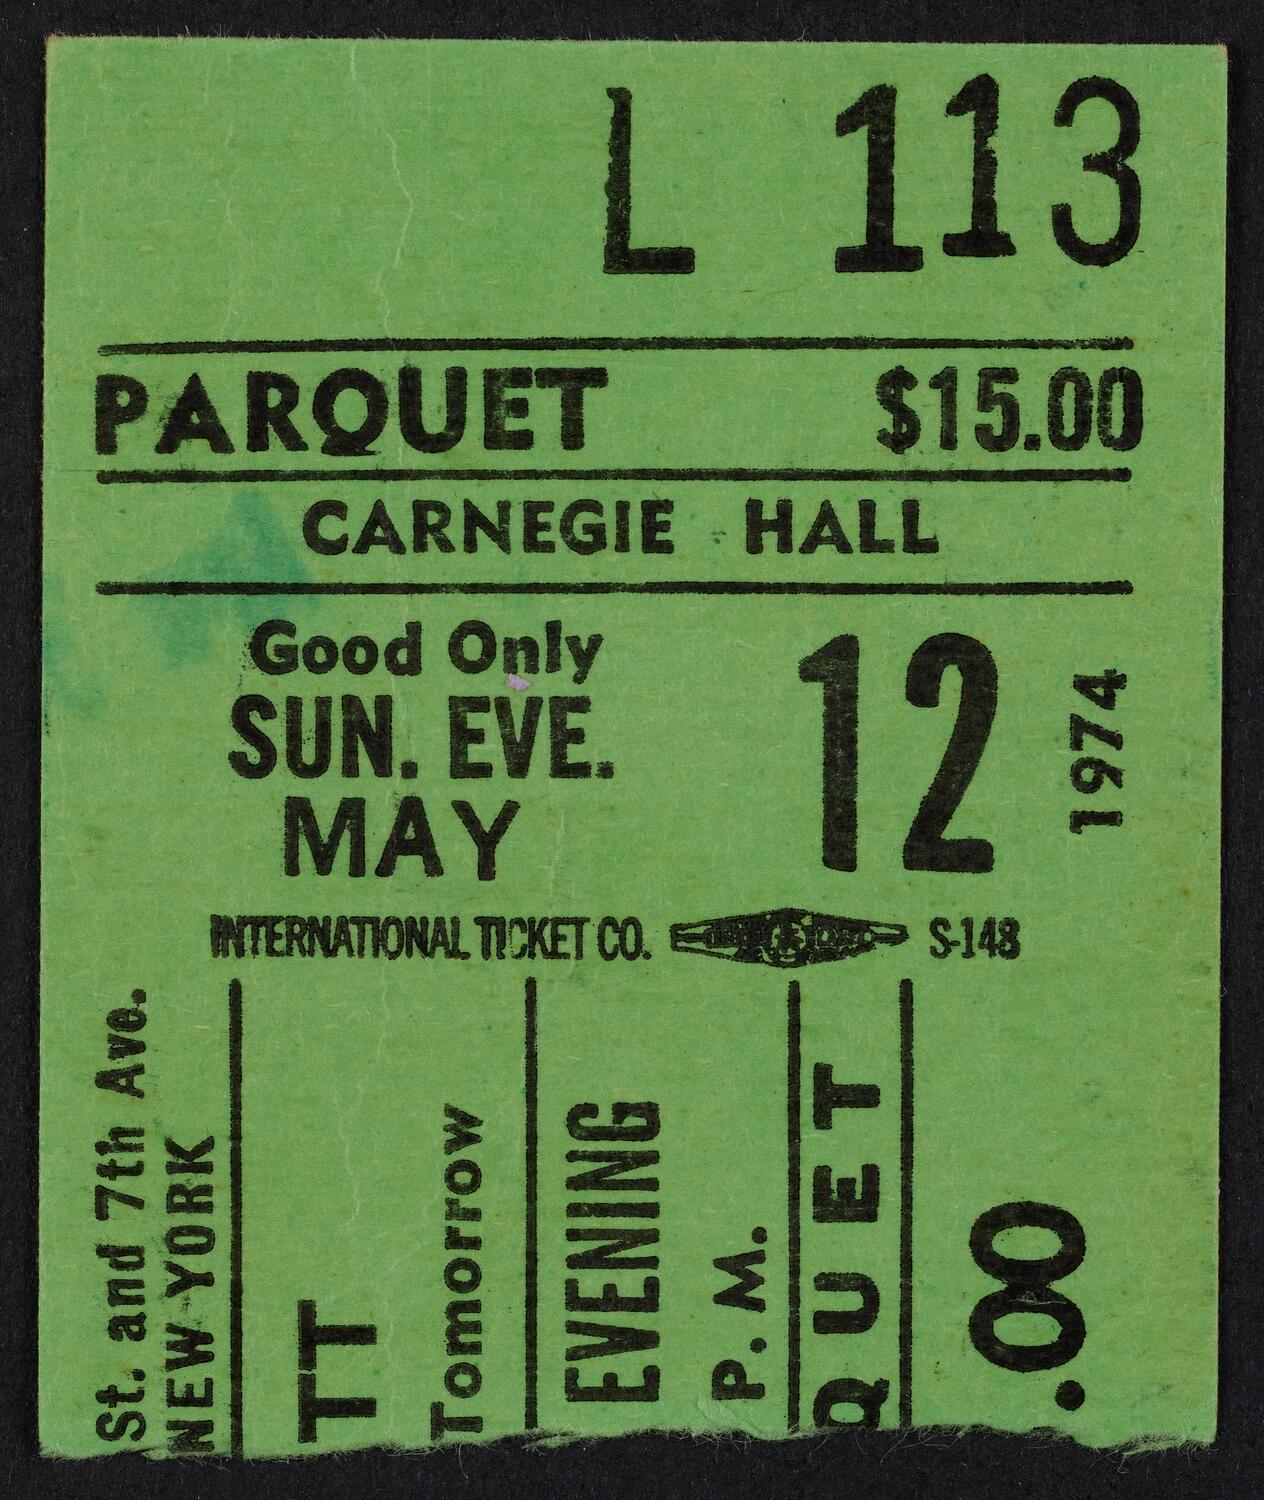 L 113
PARQUET $15.00
CARNEGIE HALL
Good Only
SUN. EVE.
MAY
12
1974
INTERNATIONAL TICKET CO. S-148
St. and 7th Ave.
NEW YORK
TT
Tomorrow
EVENING
P. M.
QUET
.00